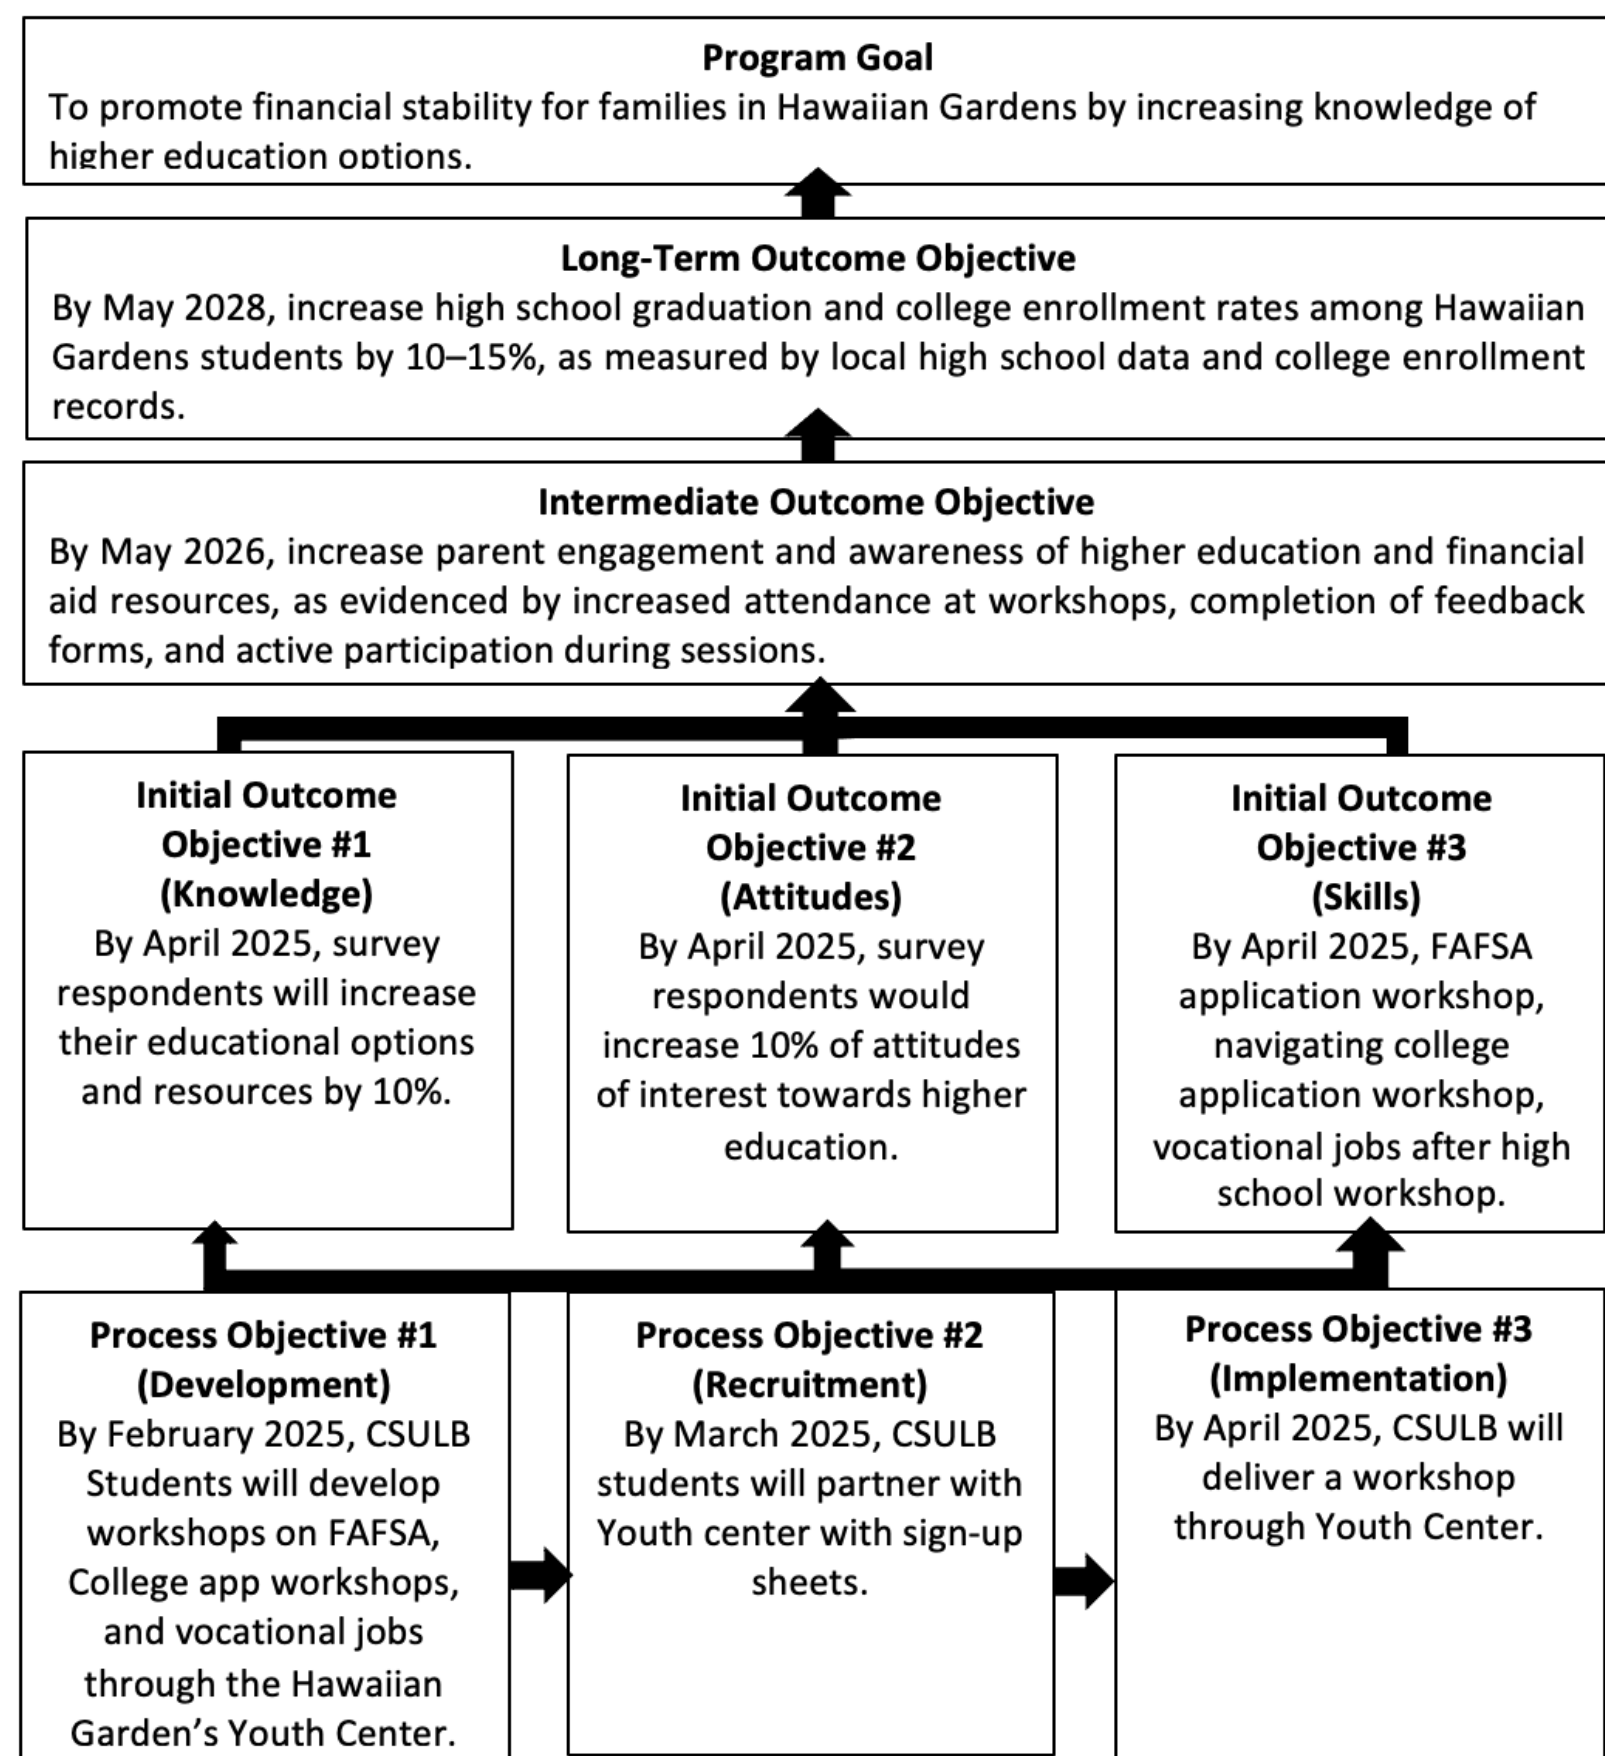 Program Goal
To promote financial stability for families in Hawaiian Gardens by increasing knowledge of
higher education options.
Long-Term Outcome Objective
By May 2028, increase high school graduation and college enrollment rates among Hawaiian
Gardens students by 10–15%, as measured by local high school data and college enrollment
records.
Intermediate Outcome Objective
By May 2026, increase parent engagement and awareness of higher education and financial
aid resources, as evidenced by increased attendance at workshops, completion of feedback
forms, and active participation during sessions.
Initial Outcome
Objective #1
(Knowledge)
By April 2025, survey
respondents will increase
their educational options
and resources by 10%.
Initial Outcome
Objective #2
(Attitudes)
By April 2025, survey
respondents would
increase 10% of attitudes
of interest towards higher
education.
Initial Outcome
Objective #3
(Skills)
By April 2025, FAFSA
application workshop,
navigating college
application workshop,
vocational jobs after high
school workshop.
Process Objective #1
(Development)
By February 2025, CSULB
Students will develop
workshops on FAFSA,
College app workshops,
and vocational jobs
through the Hawaiian
Garden’s Youth Center.
Process Objective #2
(Recruitment)
By March 2025, CSULB
students will partner with
Youth center with sign-up
sheets.
Process Objective #3
(Implementation)
By April 2025, CSULB will
deliver a workshop
through Youth Center.